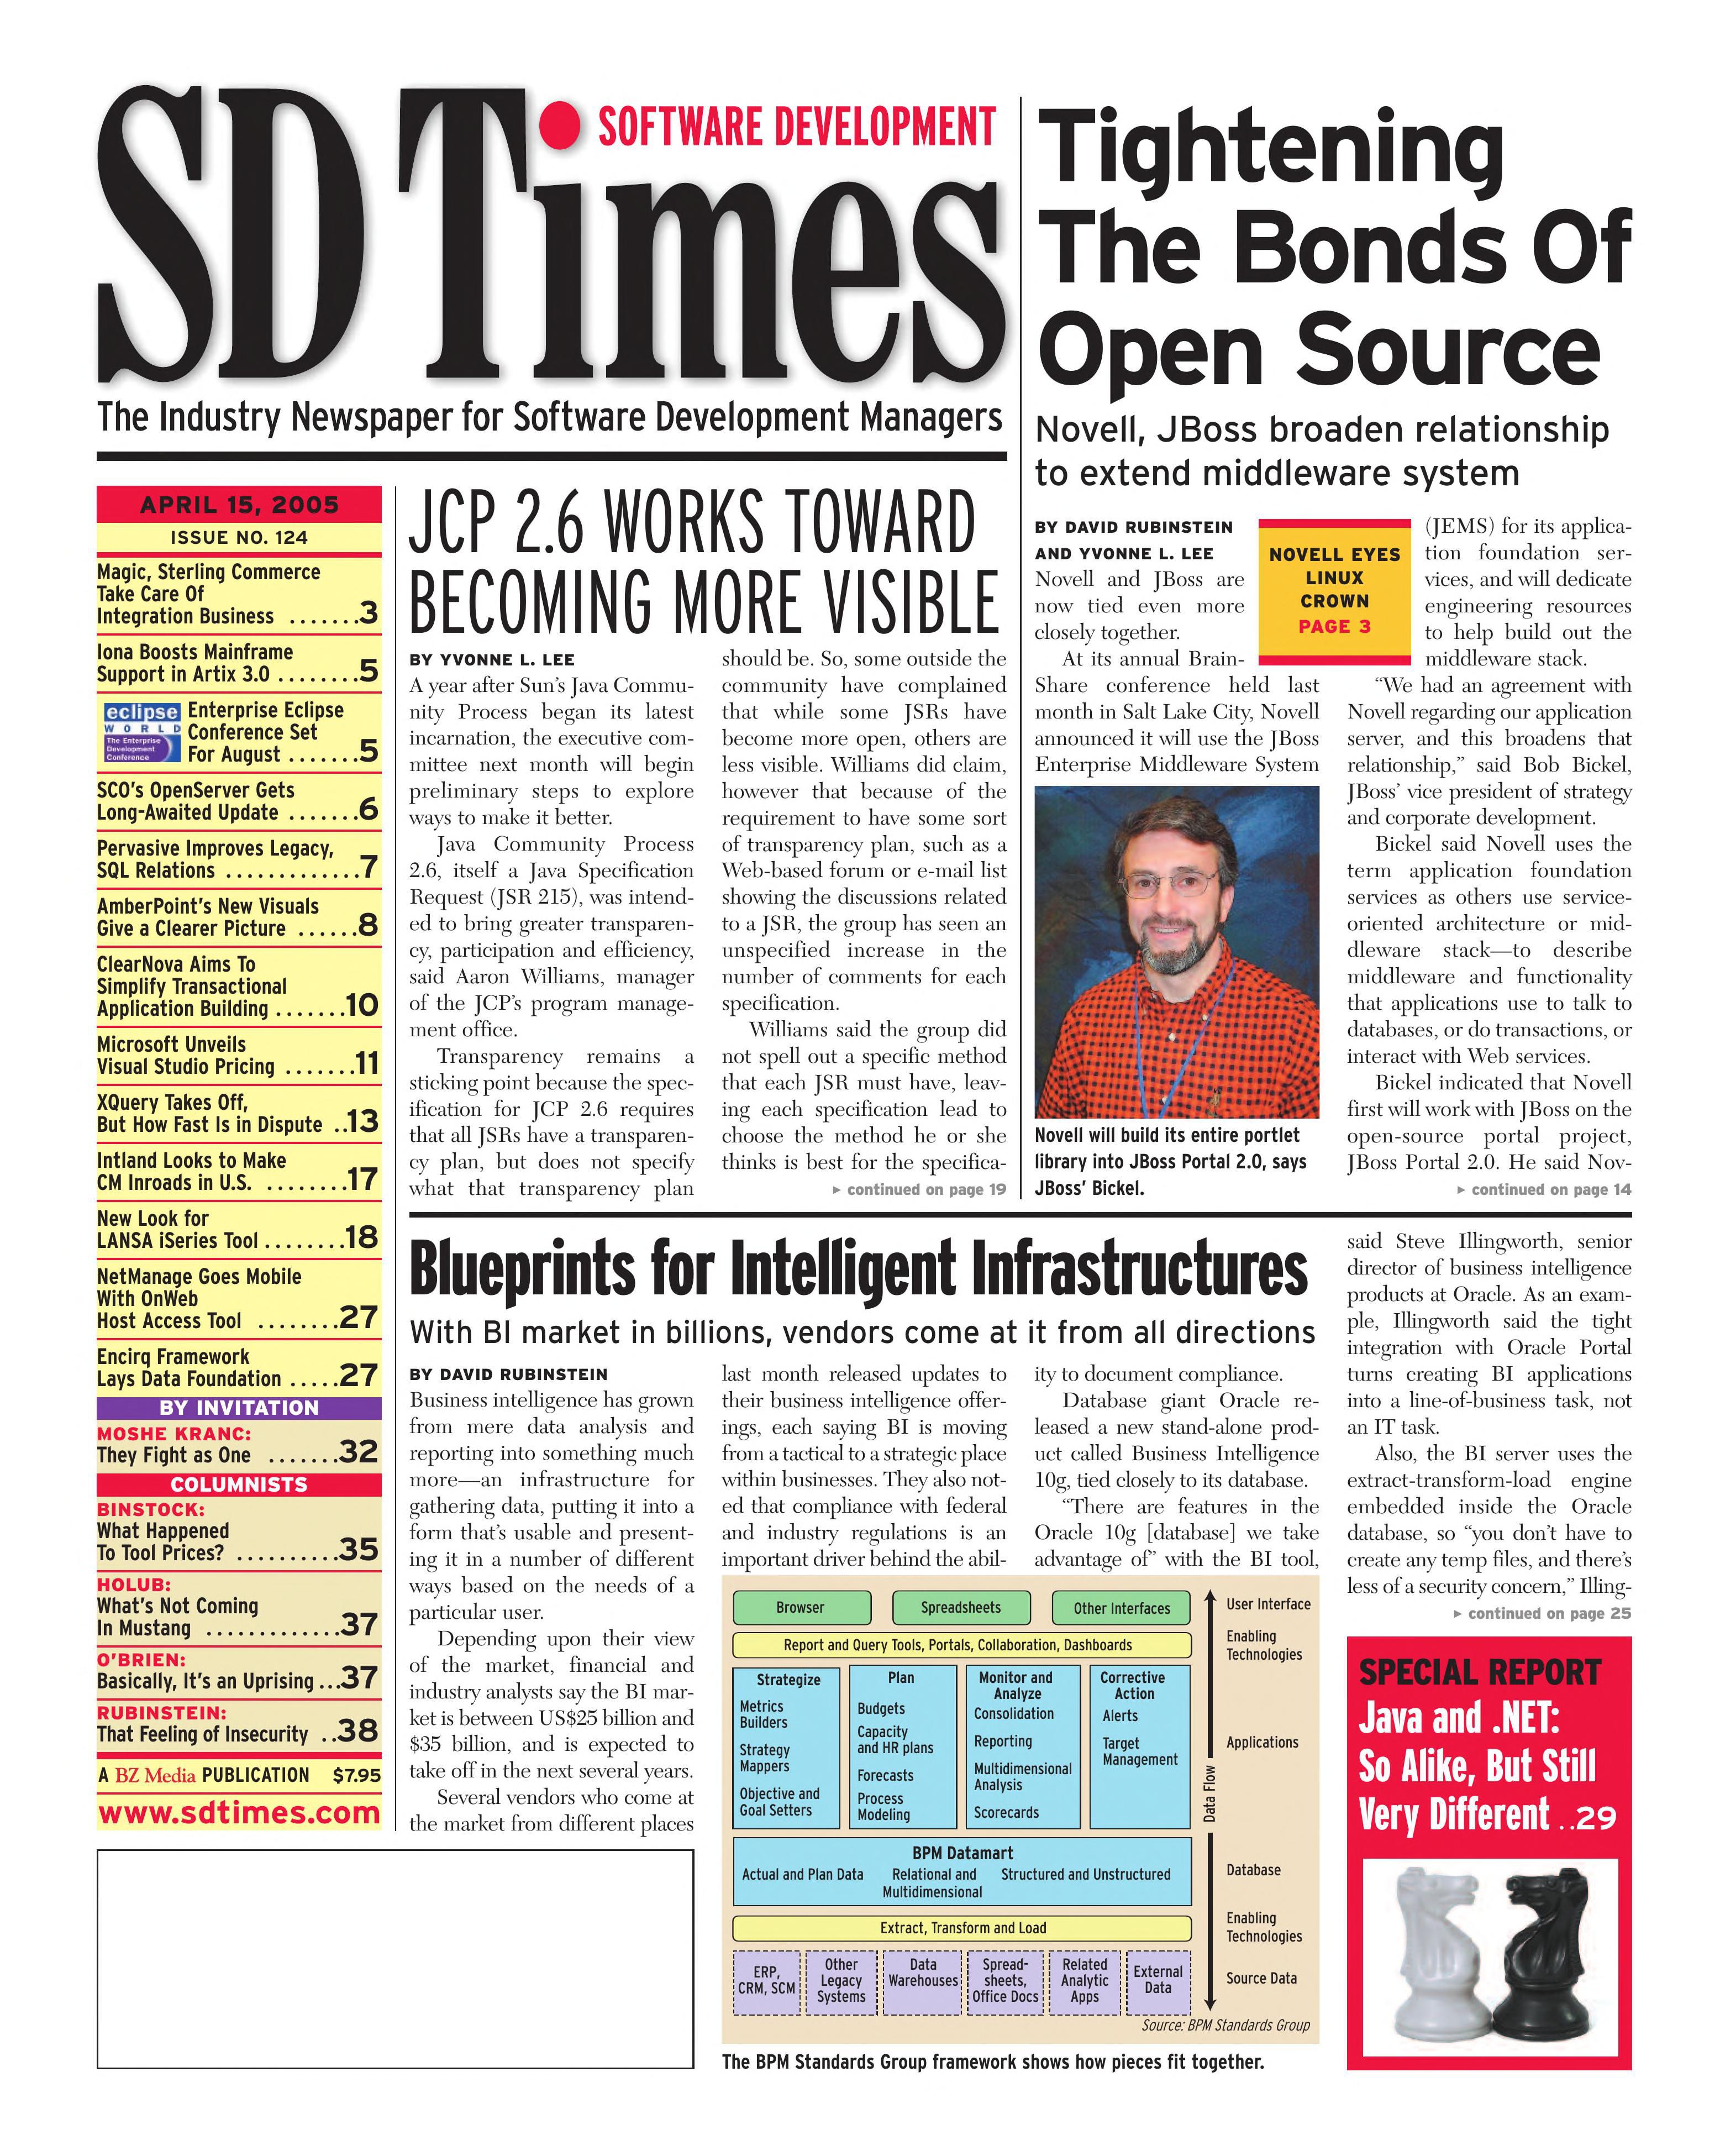 SD Times
SOFTWARE DEVELOPMENT
The Industry Newspaper for Software Development Managers
APRIL 15, 2005
ISSUE NO. 124
Magic, Sterling Commerce
Take Care Of
Integration Business .......3
Iona Boosts Mainframe
Support in Artix 3.0 ........5
eclipse
WORLD
The Enterprise
Development
Conference
Enterprise Eclipse
Conference Set
For August .......5
SCO's OpenServer Gets
Long-Awaited Update .......6
Pervasive Improves Legacy,
SQL Relations .............7
AmberPoint's New Visuals
Give a Clearer Picture ......8
ClearNova Aims To
Simplify Transactional
Application Building .......10
Microsoft Unveils
Visual Studio Pricing .......11
XQuery Takes Off,
But How Fast Is in Dispute ..13
Intland Looks to Make
CM Inroads in U.S. ........17
New Look for
LANSA iSeries Tool ........18
NetManage Goes Mobile
With OnWeb
Host Access Tool ........27
Encirq Framework
Lays Data Foundation .....27
BY INVITATION
MOSHE KRANC:
They Fight as One .......32
COLUMNISTS
BINSTOCK:
What Happened
To Tool Prices? ..........35
HOLUB:
What's Not Coming
In Mustang .............37
O'BRIEN:
Basically, It's an Uprising ...37
RUBINSTEIN:
That Feeling of Insecurity ..38
A BZ Media PUBLICATION $7.95
www.sdtimes.com
JCP 2.6 WORKS TOWARD
BECOMING MORE VISIBLE
BY YVONNE L. LEE
A year after Sun's Java Commu-
nity Process began its latest
incarnation, the executive com-
mittee next month will begin
preliminary steps to explore
ways to make it better.
Java Community Process
2.6, itself a Java Specification
Request (JSR 215), was intend-
ed to bring greater transparen-
cy, participation and efficiency,
said Aaron Williams, manager
of the JCP's program manage-
ment office.
Transparency remains a
sticking point because the spec-
ification for JCP 2.6 requires
that all JSRs have a transparen-
cy plan, but does not specify
what that transparency plan
should be. So, some outside the
community have complained
that while some JSRs have
become more open, others are
less visible. Williams did claim,
however that because of the
requirement to have some sort
of transparency plan, such as a
Web-based forum or e-mail list
showing the discussions related
to a JSR, the group has seen an
unspecified increase in the
number of comments for each
specification.
Williams said the group did
not spell out a specific method
that each JSR must have, leav-
ing each specification lead to
choose the method he or she
thinks is best for the specifica-
► continued on page 19
Tightening
The Bonds Of
Open Source
Novell, JBoss broaden relationship
to extend middleware system
BY DAVID RUBINSTEIN
AND YVONNE L. LEE
Novell and JBoss are
now tied even more
closely together.
At its annual Brain-
Share conference held last
month in Salt Lake City, Novell
announced it will use the JBoss
Enterprise Middleware System
NOVELL EYES
LINUX
CROWN
PAGE 3
Novell will build its entire portlet
library into JBoss Portal 2.0, says
JBoss' Bickel.
(JEMS) for its applica-
tion foundation ser-
vices, and will dedicate
engineering resources
to help build out the
middleware stack.
“We had an agreement with
Novell regarding our application
server, and this broadens that
relationship,” said Bob Bickel,
JBoss' vice president of strategy
and corporate development.
Bickel said Novell uses the
term application foundation
services as others use service-
oriented architecture or mid-
dleware stack—to describe
middleware and functionality
that applications use to talk to
databases, or do transactions, or
interact with Web services.
Bickel indicated that Novell
first will work with JBoss on the
open-source portal project,
JBoss Portal 2.0. He said Nov-
► continued on page 14
Blueprints for Intelligent Infrastructures
With BI market in billions, vendors come at it from all directions
BY DAVID RUBINSTEIN
Business intelligence has grown
from mere data analysis and
reporting into something much
more—an infrastructure for
gathering data, putting it into a
form that's usable and present-
ing it in a number of different
ways based on the needs of a
particular user.
Depending upon their view
of the market, financial and
industry analysts say the BI mar-
ket is between US$25 billion and
$35 billion, and is expected to
take off in the next several years.
Several vendors who come at
the market from different places
last month released updates to
their business intelligence offer-
ings, each saying BI is moving
from a tactical to a strategic place
within businesses. They also not-
ed that compliance with federal
and industry regulations is an
important driver behind the abil-
ity to document compliance.
Database giant Oracle re-
leased a new stand-alone prod-
uct called Business Intelligence
10g, tied closely to its database.
“There are features in the
Oracle 10g [database] we take
advantage of” with the BI tool,
said Steve Illingworth, senior
director of business intelligence
products at Oracle. As an exam-
ple, Illingworth said the tight
integration with Oracle Portal
turns creating BI applications
into a line-of-business task, not
an IT task.
Also, the BI server uses the
extract-transform-load engine
embedded inside the Oracle
database, so “you don't have to
create any temp files, and there's
less of a security concern,” Illing-
► continued on page 25
Browser
Spreadsheets
Other Interfaces
User Interface
Report and Query Tools, Portals, Collaboration, Dashboards
Enabling
Technologies
Strategize
Metrics
Builders
Strategy
Mappers
Objective and
Goal Setters
Plan
Budgets
Capacity
and HR plans
Forecasts
Process
Modeling
Monitor and
Analyze
Consolidation
Reporting
Multidimensional
Analysis
Scorecards
Corrective
Action
Alerts
Target
Management
Applications
Data Flow
BPM Datamart
Actual and Plan Data
Relational and
Multidimensional
Structured and Unstructured
Database
Extract, Transform and Load
Enabling
Technologies
ERP,
CRM, SCM
Other
Legacy
Systems
Data
Warehouses
Spread-
sheets,
Office Docs
Related
Analytic
Apps
External
Data
Source Data
Source: BPM Standards Group
The BPM Standards Group framework shows how pieces fit together.
SPECIAL REPORT
Java and .NET:
So Alike, But Still
Very Different ..29